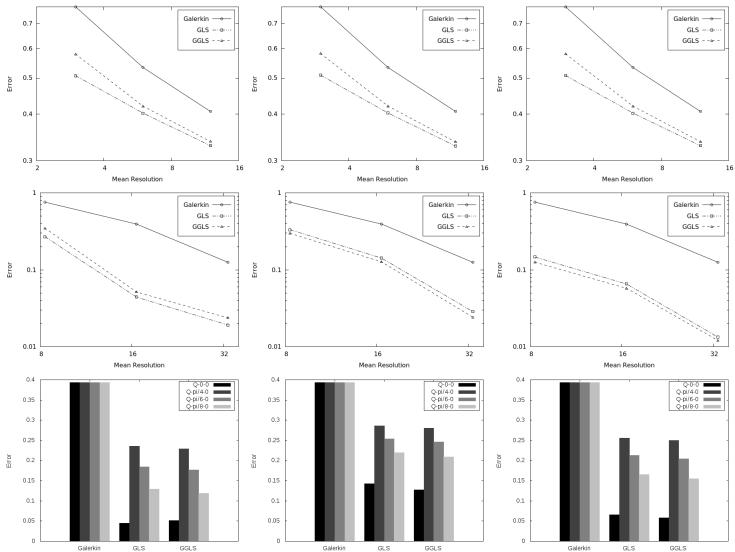 0.7
0.6
0.5
0.4
0.3
Error
2
4
8
16
Mean Resolution
Galerkin
GLS
GGLS
0.7
0.6
0.5
0.4
0.3
Error
2
4
8
16
Mean Resolution
Galerkin
GLS
GGLS
0.7
0.6
0.5
0.4
0.3
Error
2
4
8
16
Mean Resolution
Galerkin
GLS
GGLS
1
0.1
0.01
Error
8
16
32
Mean Resolution
Galerkin
GLS
GGLS
1
0.1
0.01
Error
8
16
32
Mean Resolution
Galerkin
GLS
GGLS
1
0.1
0.01
Error
8
16
32
Mean Resolution
Galerkin
GLS
GGLS
0.4
0.35
0.3
0.25
0.2
0.15
0.1
0.05
0
Error
Galerkin
GLS
GGLS
Q-0-0
Q-pi/4-0
Q-pi/6-0
Q-pi/8-0
0.4
0.35
0.3
0.25
0.2
0.15
0.1
0.05
0
Error
Galerkin
GLS
GGLS
Q-0-0
Q-pi/4-0
Q-pi/6-0
Q-pi/8-0
0.4
0.35
0.3
0.25
0.2
0.15
0.1
0.05
0
Error
Galerkin
GLS
GGLS
Q-0-0
Q-pi/4-0
Q-pi/6-0
Q-pi/8-0